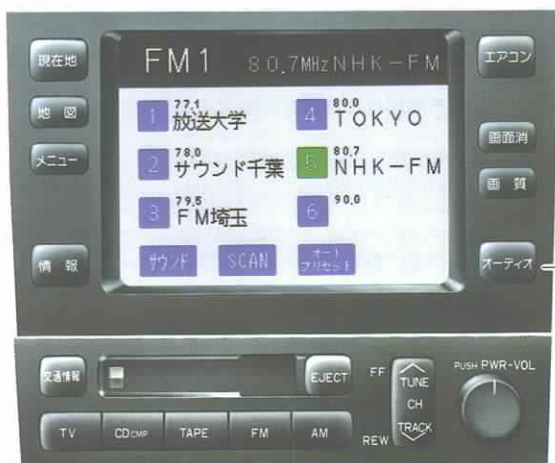 現在地
FM1 80.7MHz NHK－FM
エアコン
地図
1 77.1 放送大学
4 80.0 TOKYO
画面消
メニュー
2 78.0 サウンド千葉
5 80.7 NHK－FM
画質
3 79.5 FM埼玉
6 90.0
情報
サウンド
SCAN
オート
プリセット
オーディオ
交通情報
EJECT
FF
TUNE
CH
TRACK
REW
PUSH PWR-VOL
TV
CD CMP
TAPE
FM
AM